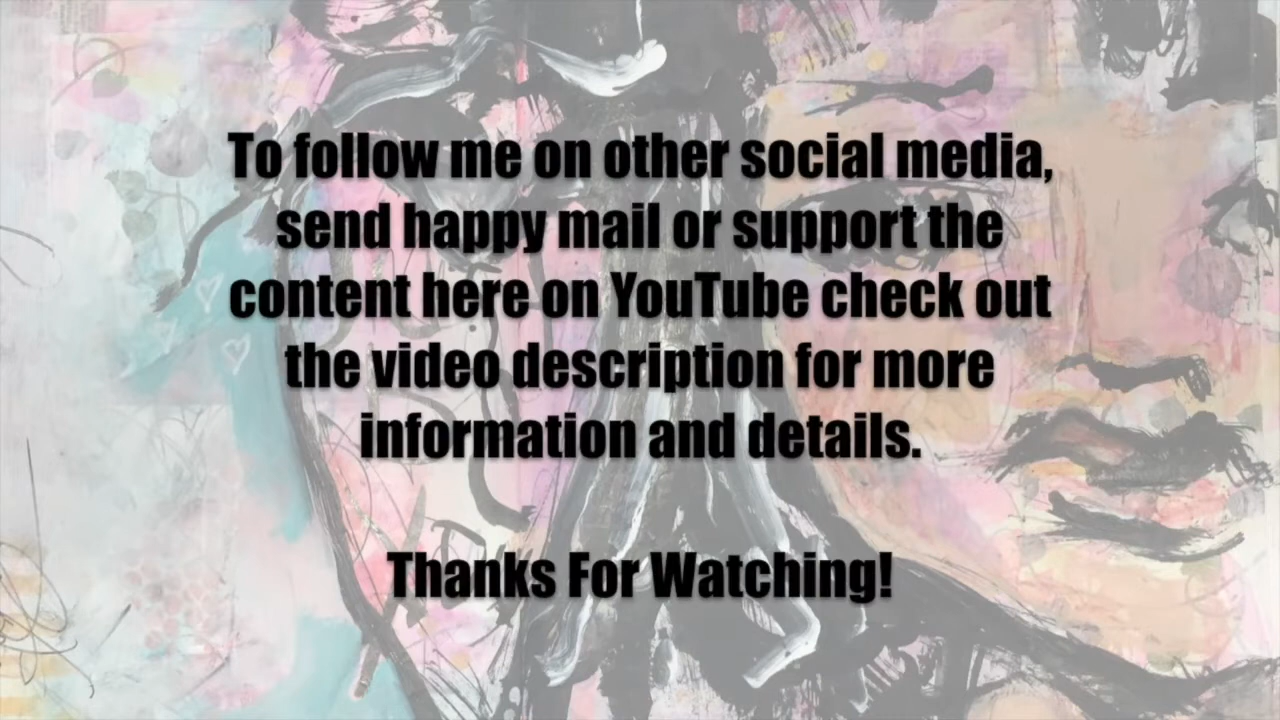 To follow me on other social media,
send happy mail or support the
content here on YouTube check out
the video description for more
information and details.
Thanks For Watching!